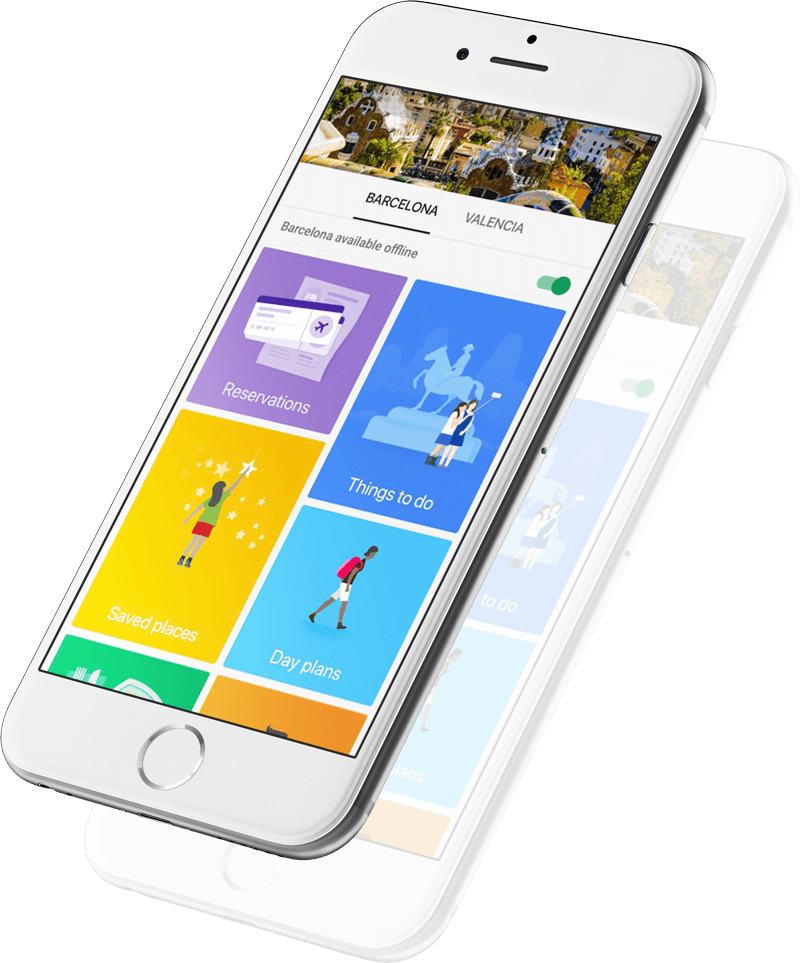 BARCELONA VALENCIA
Barcelona available offline
Reservations
Things to do
Saved places
Day plans
to do
lans